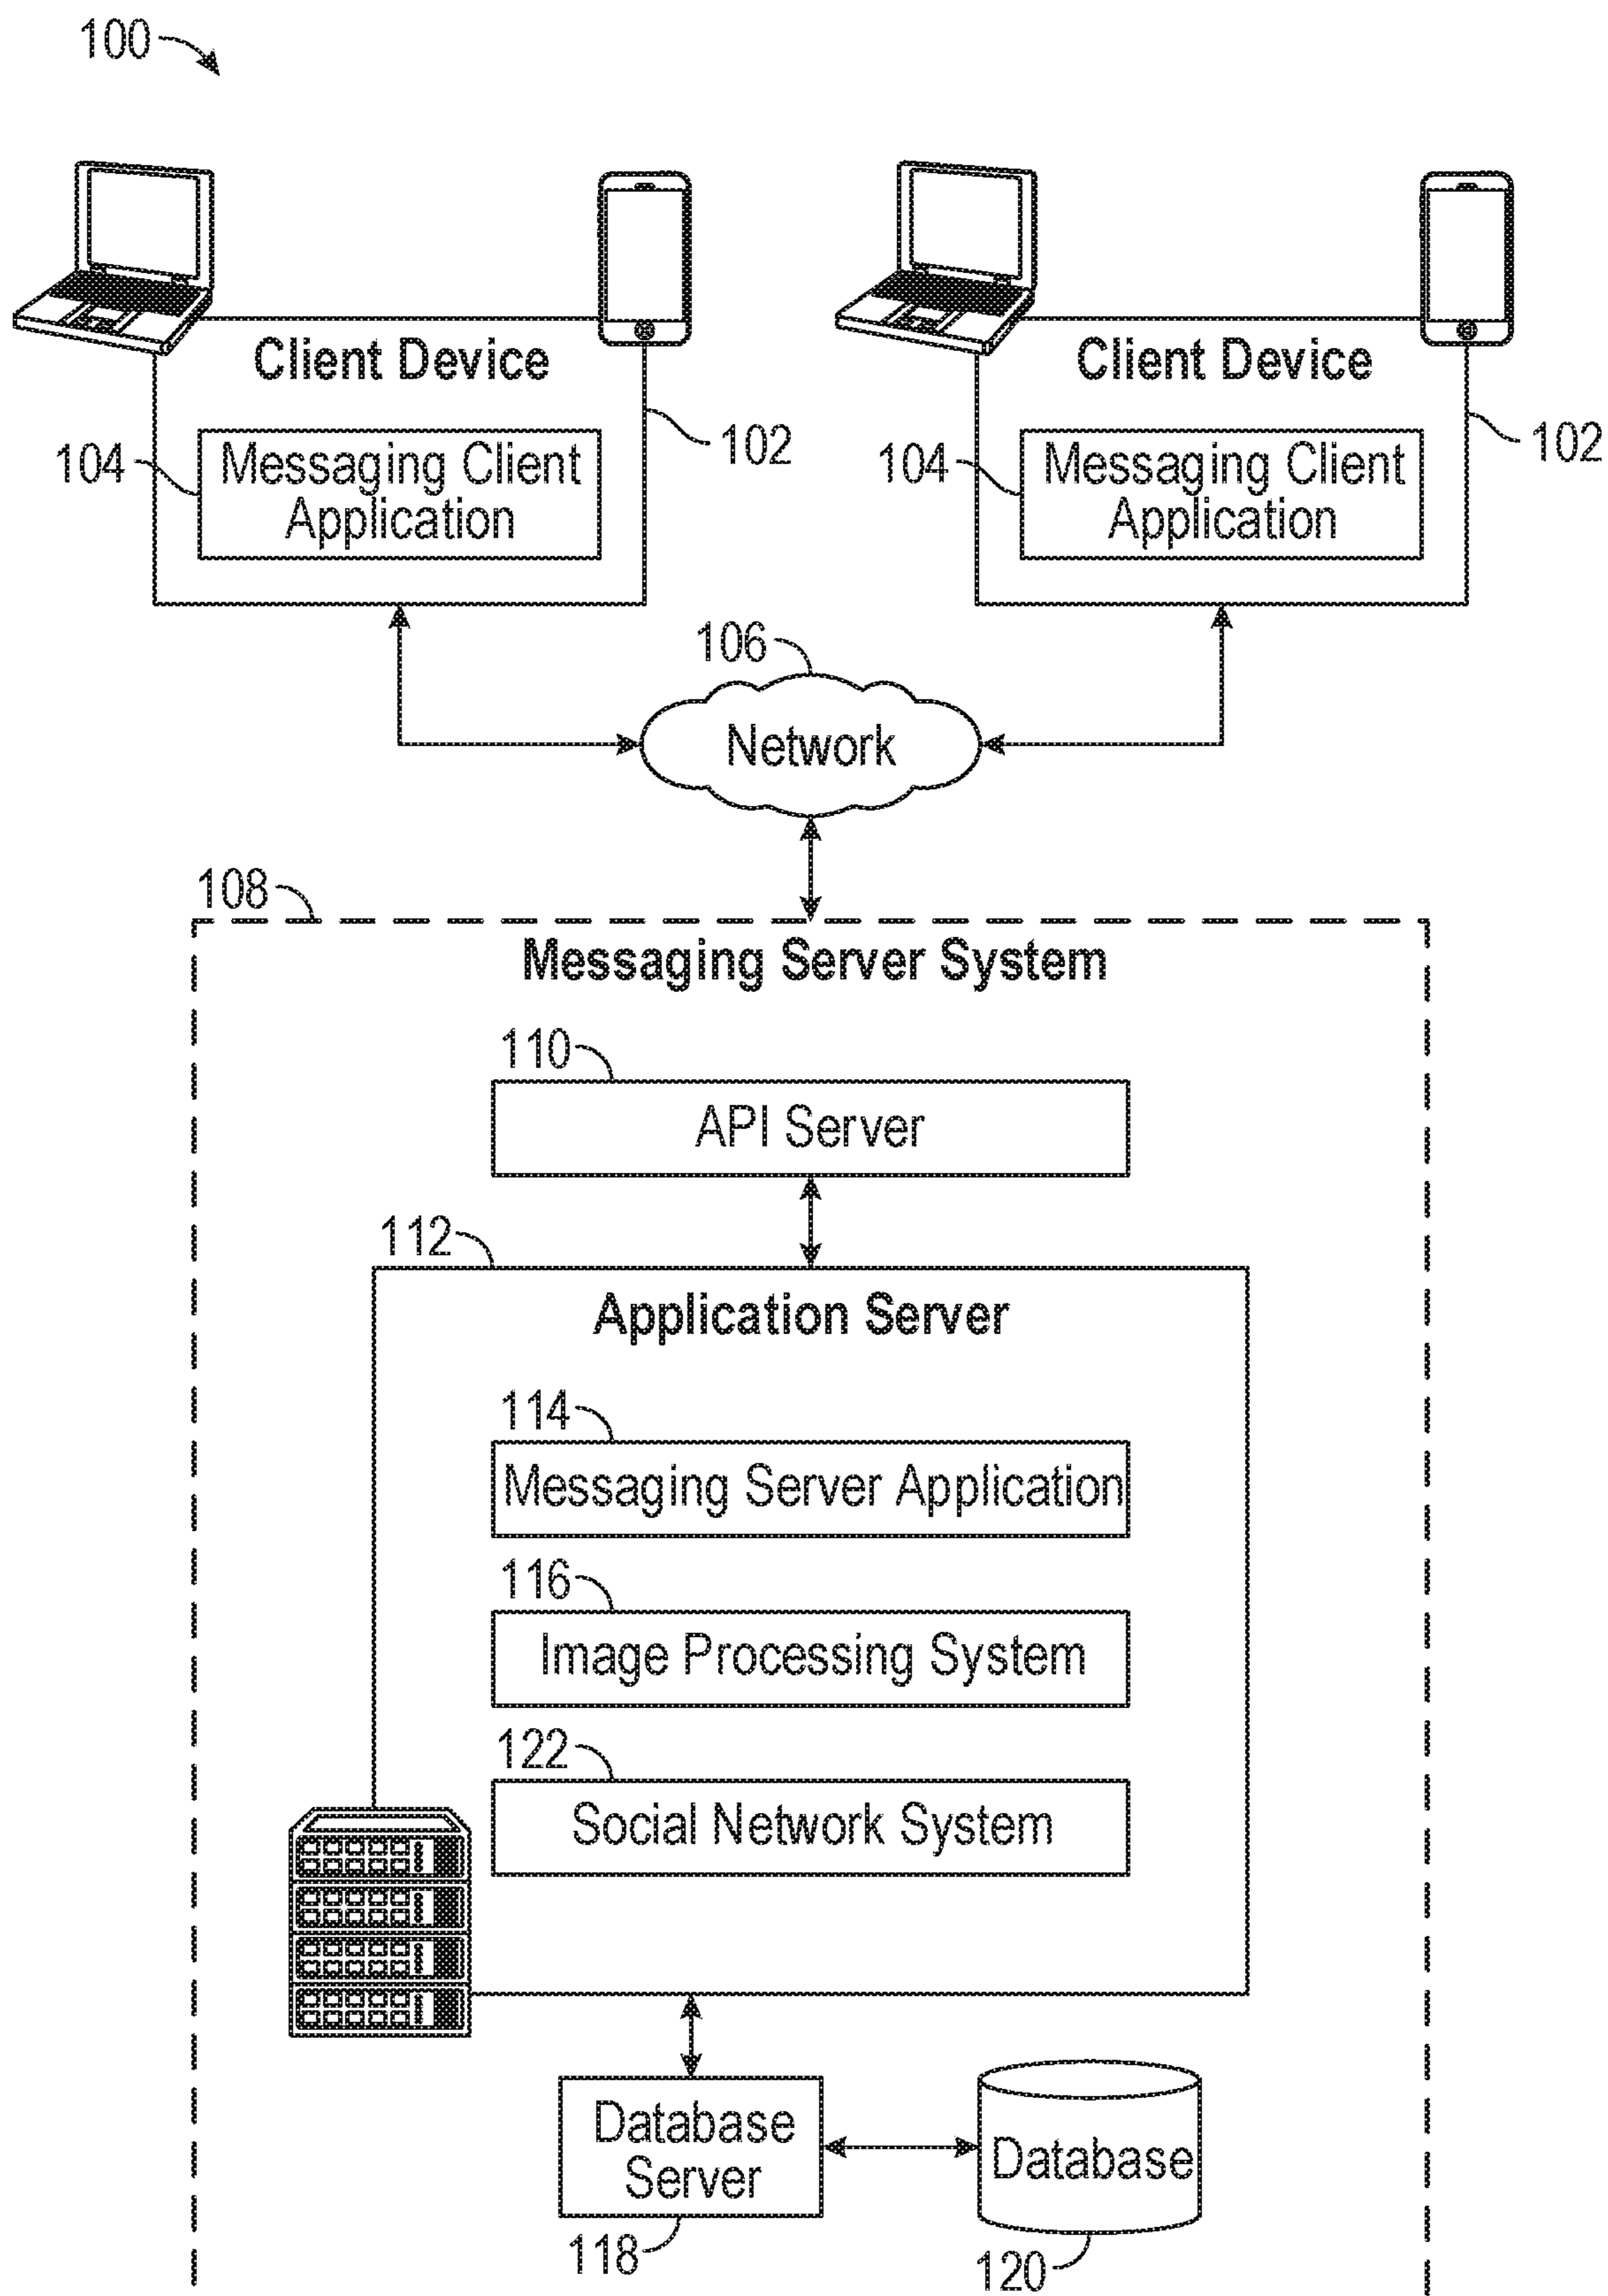 100
Client Device
102
104
Messaging Client
Application
Client Device
102
104
Messaging Client
Application
106
Network
108
Messaging Server System
110
API Server
112
Application Server
114
Messaging Server Application
116
Image Processing System
122
Social Network System
Database
Server
118
Database
120